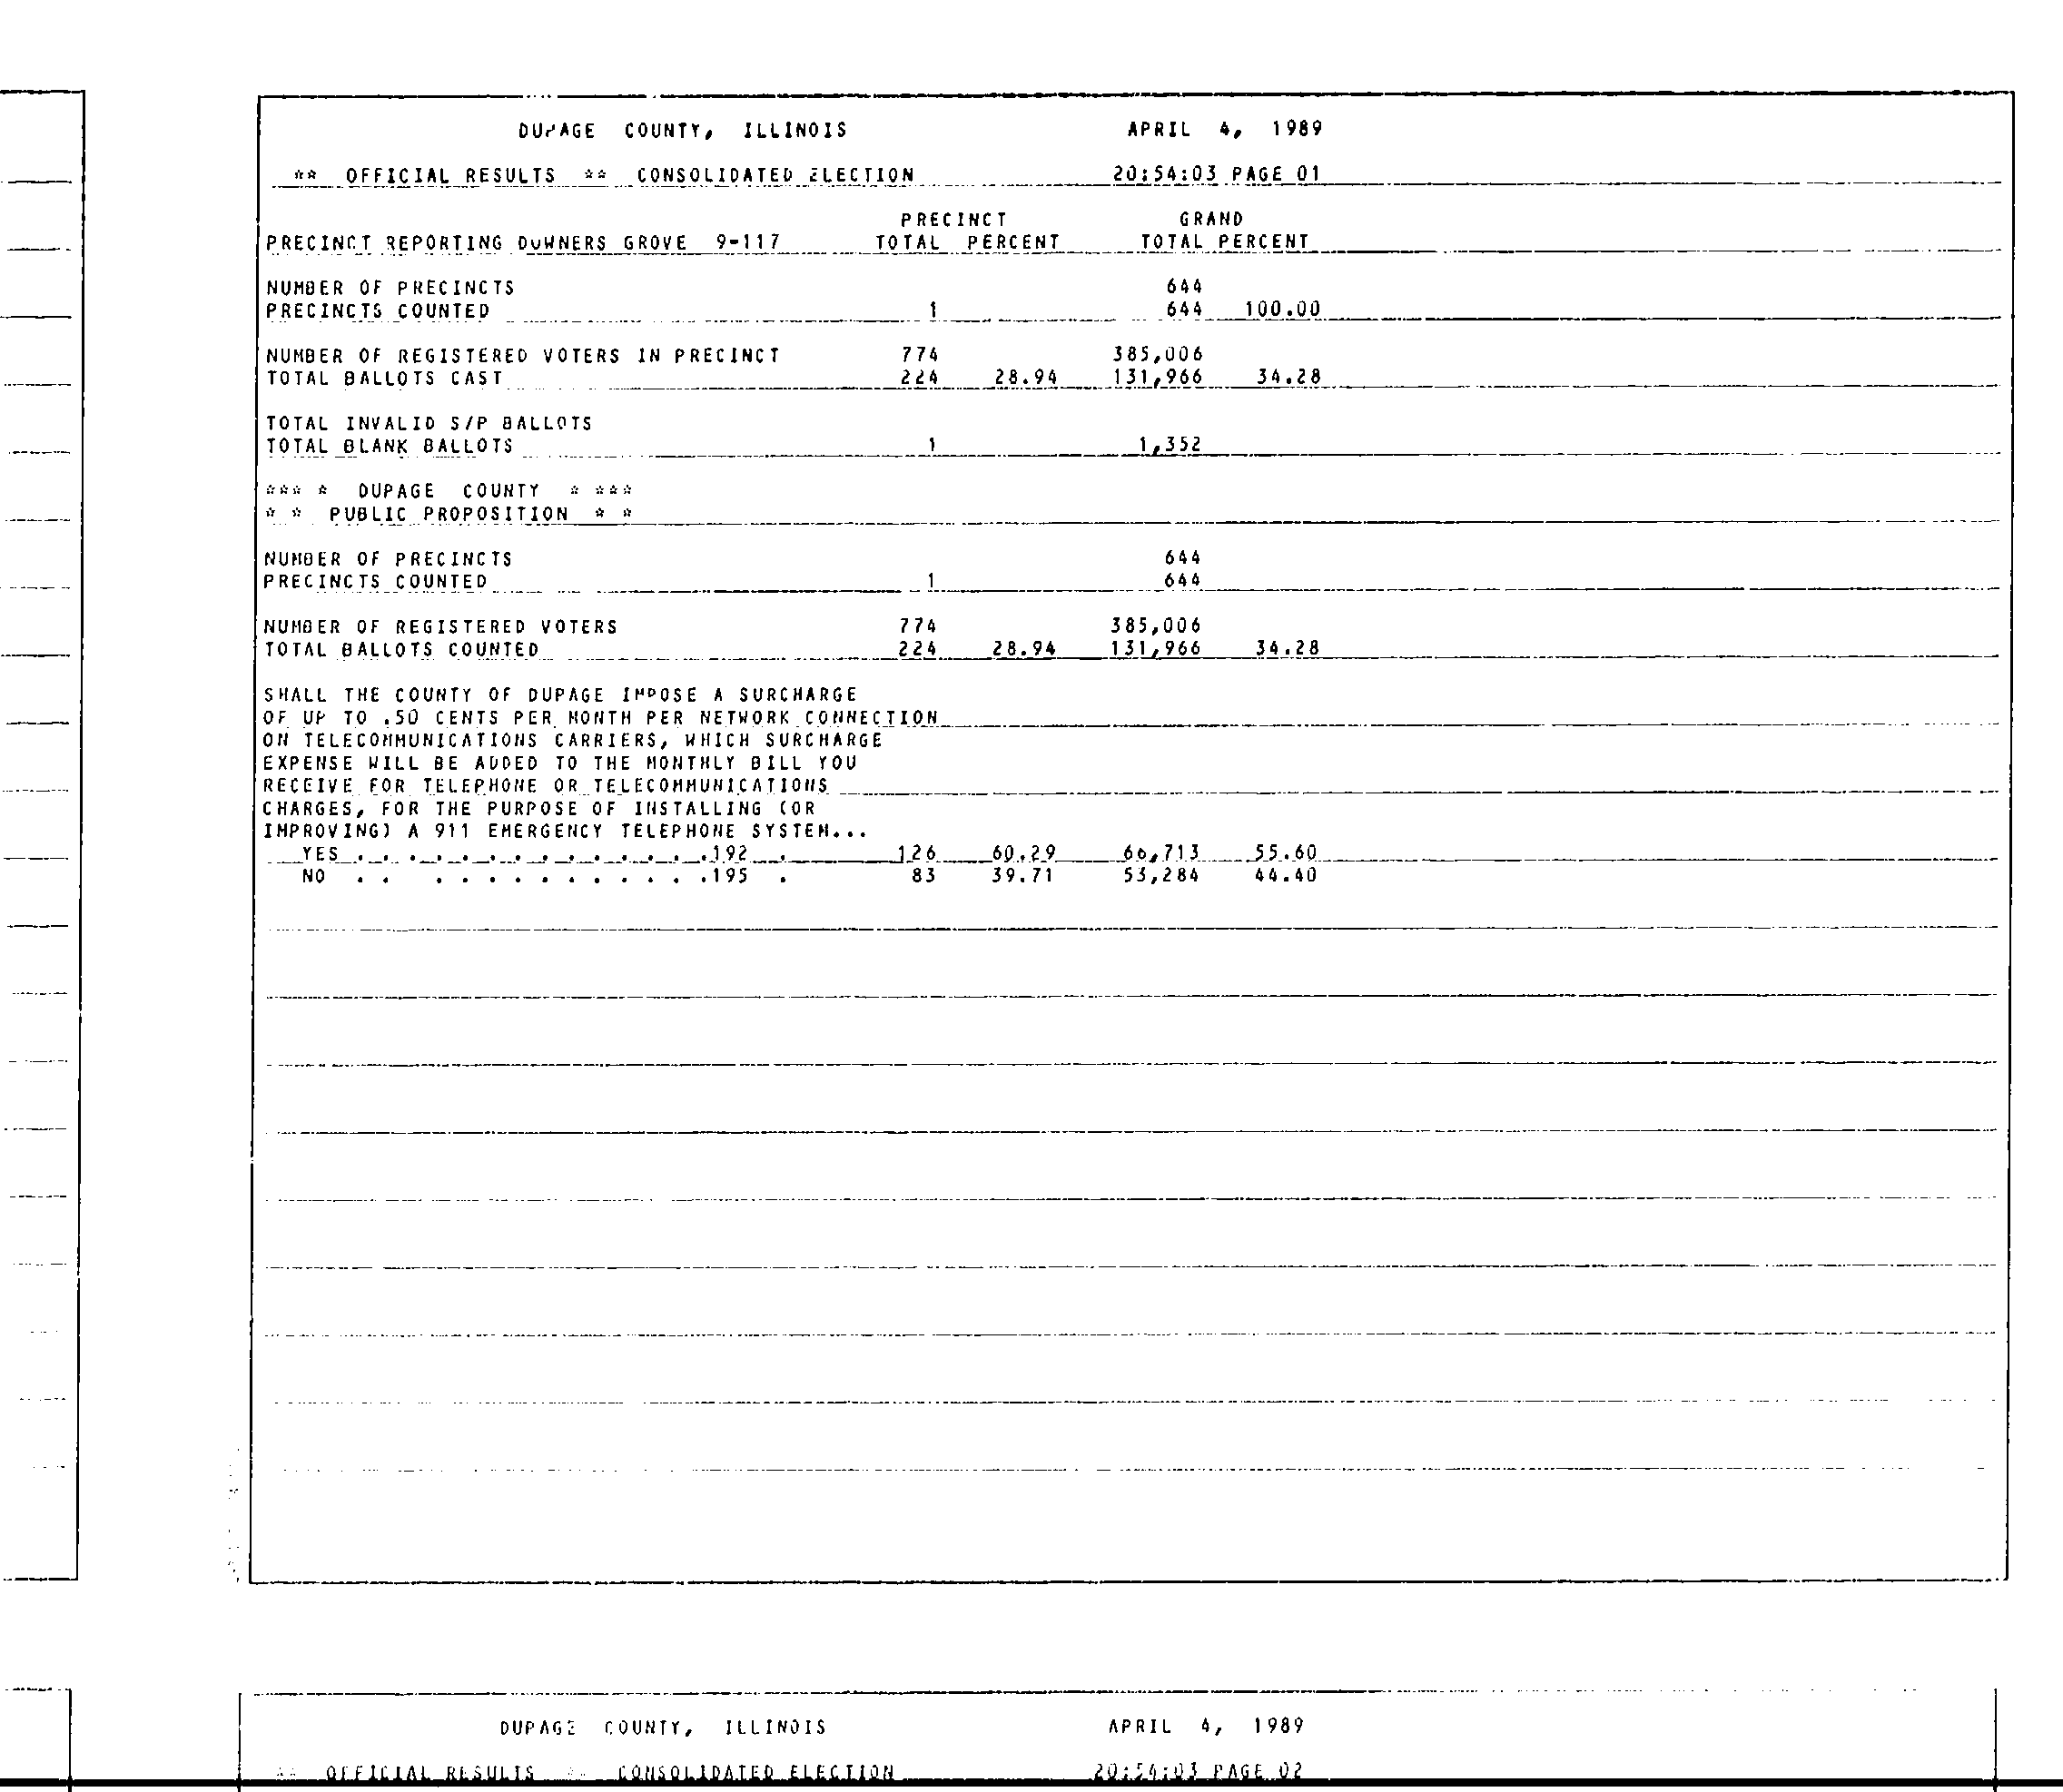 DUPAGE COUNTY, ILLINOIS APRIL 4, 1989
** OFFICIAL RESULTS ** CONSOLIDATED ELECTION 20:54:03 PAGE 01
PRECINCT GRAND
PRECINCT REPORTING DOWNERS GROVE 9-117 TOTAL PERCENT TOTAL PERCENT
NUMBER OF PRECINCTS 644
PRECINCTS COUNTED 1 644 100.00
NUMBER OF REGISTERED VOTERS IN PRECINCT 774 385,006
TOTAL BALLOTS CAST 224 28.94 131,966 34.28
TOTAL INVALID S/P BALLOTS
TOTAL BLANK BALLOTS 1 1,352
*** * DUPAGE COUNTY * ***
* * PUBLIC PROPOSITION * *
NUMBER OF PRECINCTS 644
PRECINCTS COUNTED 1 644
NUMBER OF REGISTERED VOTERS 774 385,006
TOTAL BALLOTS COUNTED 224 28.94 131,966 34.28
SHALL THE COUNTY OF DUPAGE IMPOSE A SURCHARGE
OF UP TO .50 CENTS PER MONTH PER NETWORK CONNECTION
ON TELECOMMUNICATIONS CARRIERS, WHICH SURCHARGE
EXPENSE WILL BE ADDED TO THE MONTHLY BILL YOU
RECEIVE FOR TELEPHONE OR TELECOMMUNICATIONS
CHARGES, FOR THE PURPOSE OF INSTALLING (OR
IMPROVING) A 911 EMERGENCY TELEPHONE SYSTEM...
YES . . . . . . . . . . . . . .192 . 126 60.29 66,713 55.60
NO . . . . . . . . . . . . .195 . 83 39.71 53,284 44.40
DUPAGE COUNTY, ILLINOIS APRIL 4, 1989
** OFFICIAL RESULTS ** CONSOLIDATED ELECTION 20:54:03 PAGE 02